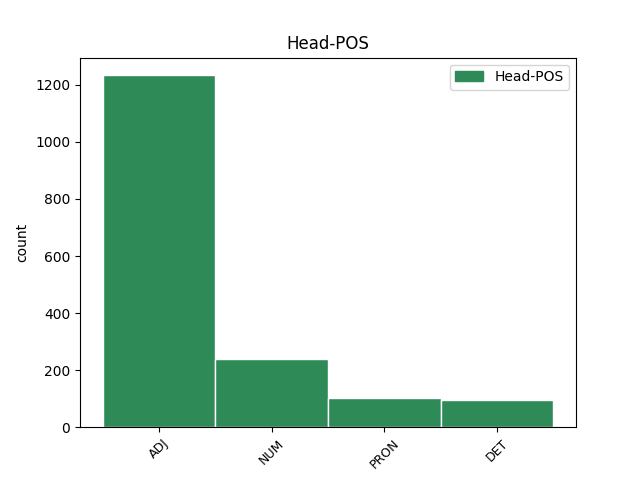 Head-POS
Head-POS
count
1200
1000
800
600
400
200
0
ADJ
NUM
PRON
DET